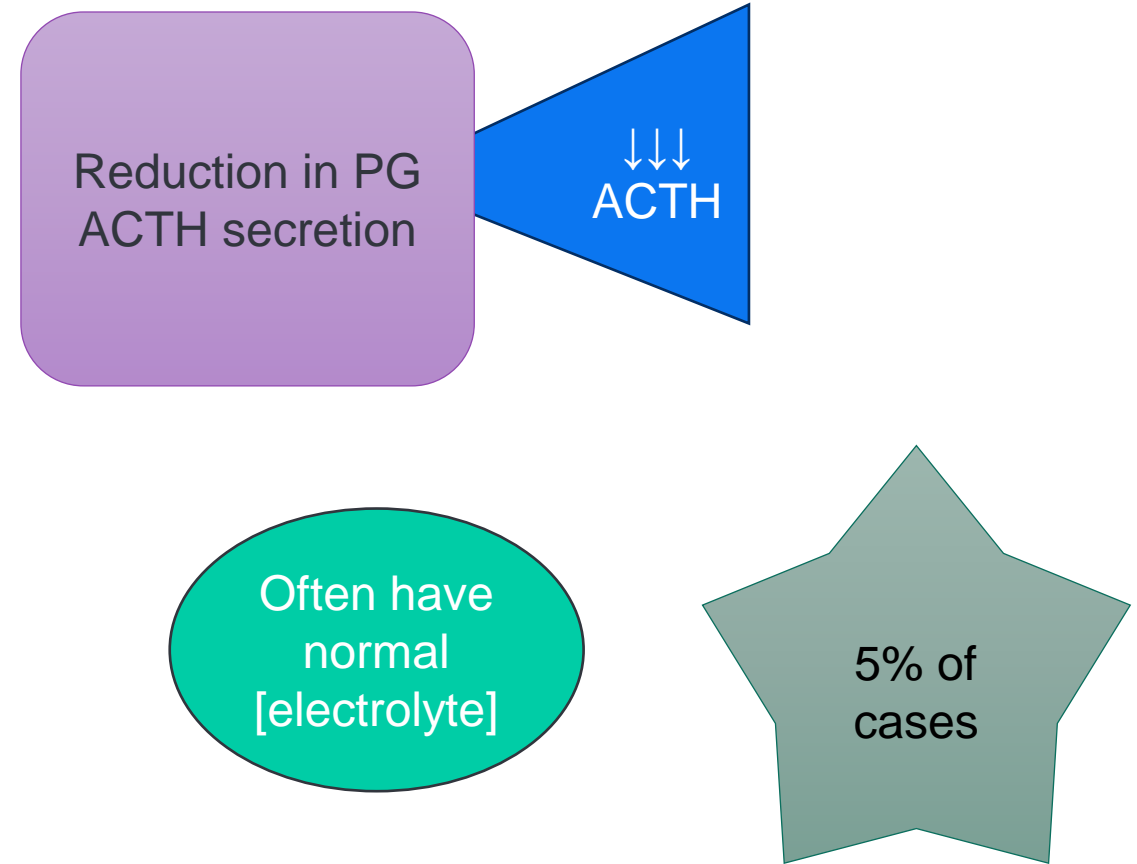 Reduction in PG
ACTH secretion
↓↓↓
ACTH
Often have
normal
[electrolyte]
5% of
cases